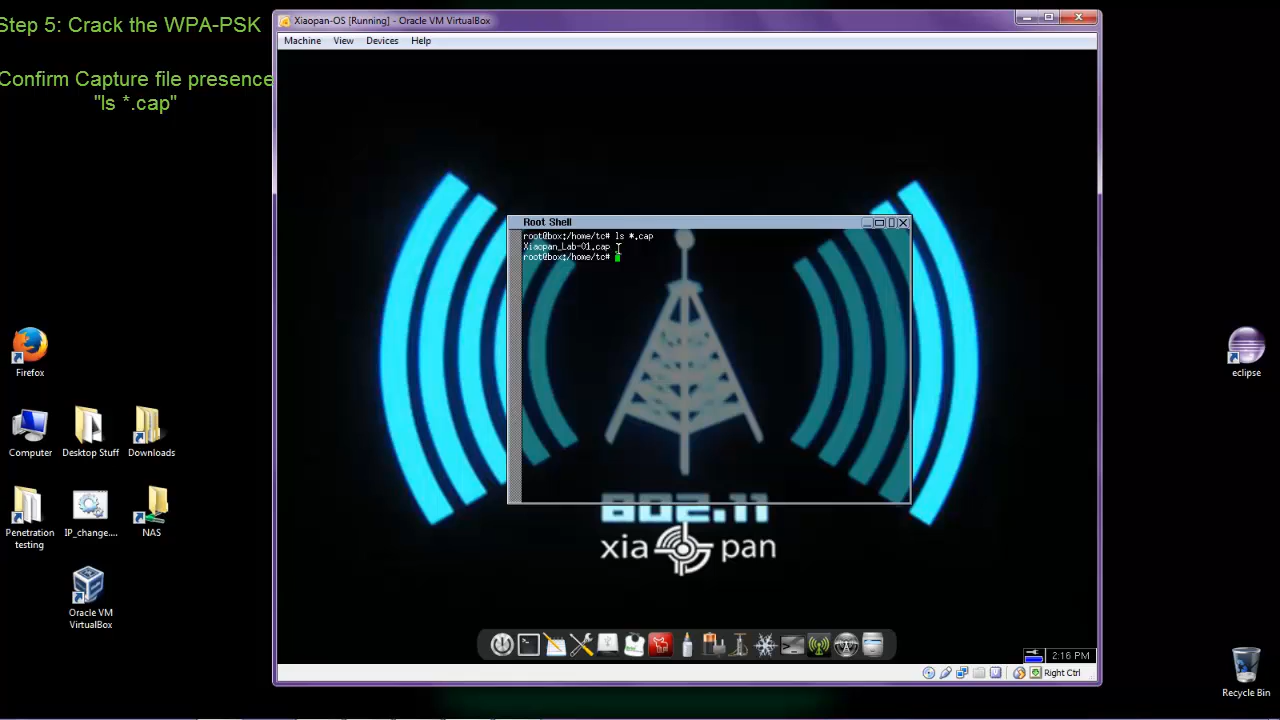 Step 5: Crack the WPA-PSK
Confirm Capture file presence
"ls *.cap"
Xiaopan-OS [Running] - Oracle VM VirtualBox
Machine View Devices Help
Root Shell
root@box:/home/tc# ls *.cap
Xiaopan_Lab-01.cap
root@box:/home/tc#
802.11
xia pan
Firefox
eclipse
Computer
Desktop Stuff
Downloads
Penetration
testing
IP_change....
NAS
Oracle VM
VirtualBox
2:16 PM
Right Ctrl
Recycle Bin